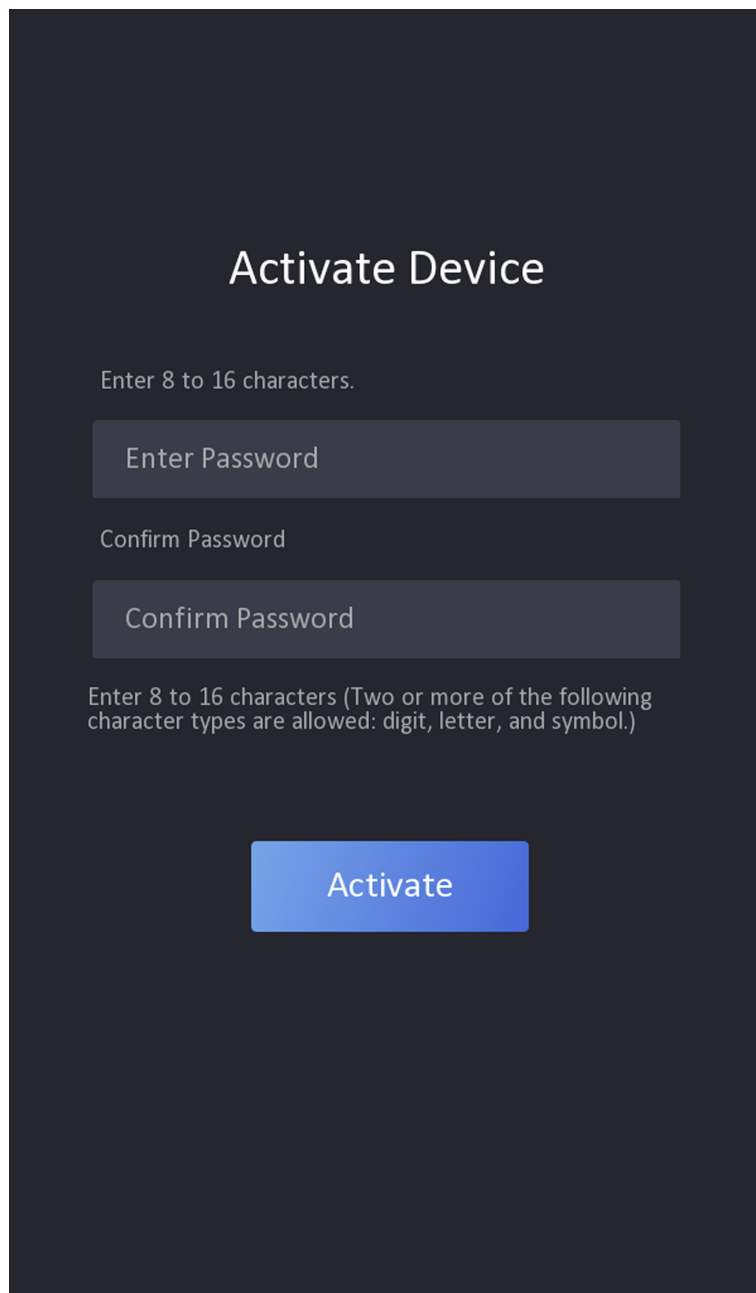 Activate Device
Enter 8 to 16 characters.
Enter Password
Confirm Password
Confirm Password
Enter 8 to 16 characters (Two or more of the following
character types are allowed: digit, letter, and symbol.)
Activate